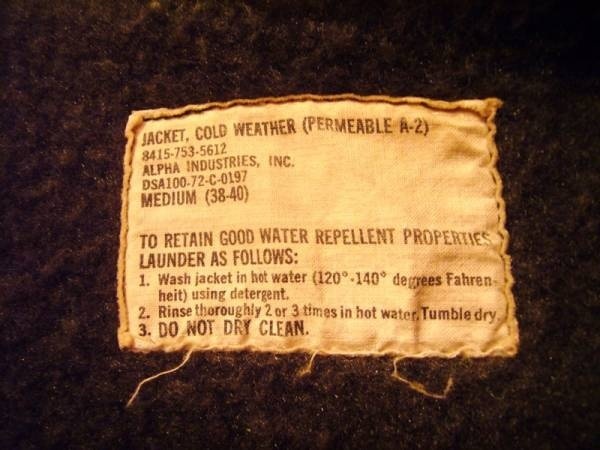 JACKET, COLD WEATHER (PERMEABLE A-2)
8415-753-5612
ALPHA INDUSTRIES, INC.
DSA100-72-C-0197
MEDIUM (38-40)
TO RETAIN GOOD WATER REPELLENT PROPERTIES
LAUNDER AS FOLLOWS:
1. Wash jacket in hot water (120°-140° degrees Fahren-
heit) using detergent.
2. Rinse thoroughly 2 or 3 times in hot water. Tumble dry.
3. DO NOT DRY CLEAN.